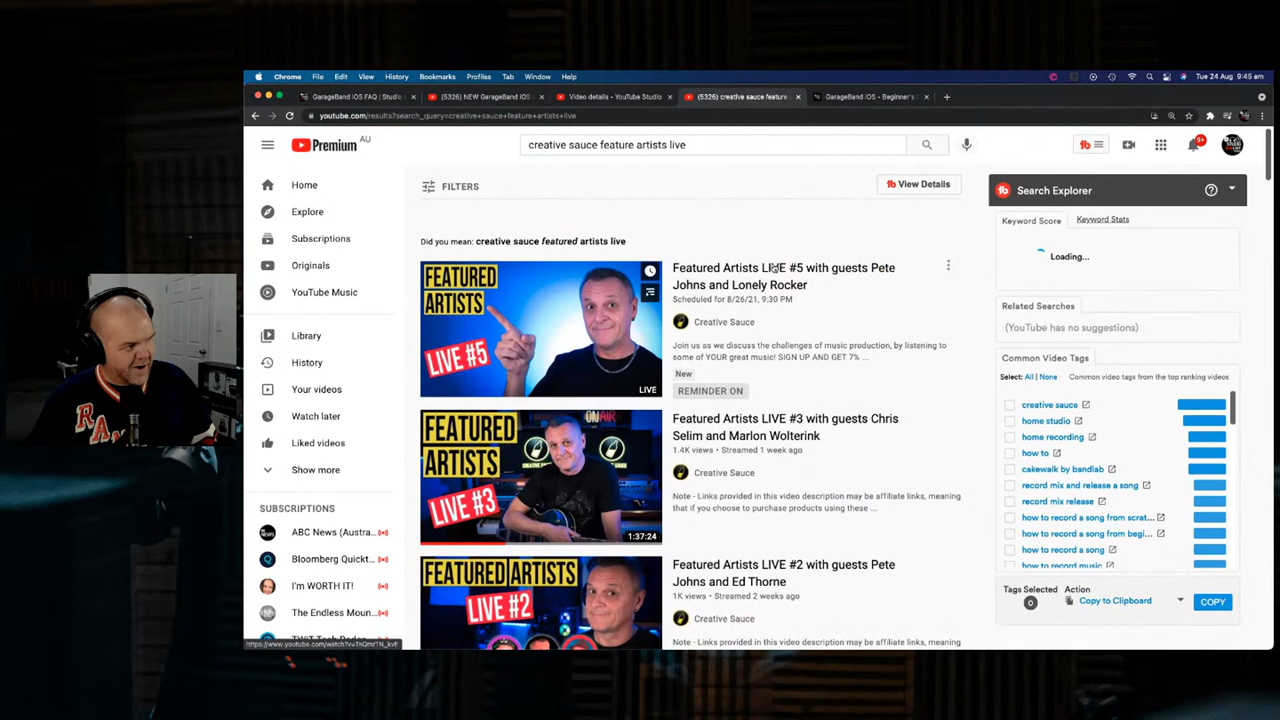 Chrome File Edit View History Bookmarks Profiles Tab Window Help
Tue 24 Aug 9:45 am
GarageBand iOS FAQ | Studio
(5326) NEW GarageBand iOS
Video details - YouTube Studio
(5326) creative sauce feature
GarageBand iOS - Beginner's
youtube.com/results?search_query=creative+sauce+feature+artists+live
Premium AU
creative sauce feature artists live
9+
Home
Explore
Subscriptions
Originals
YouTube Music
Library
History
Your videos
Watch later
Liked videos
Show more
SUBSCRIPTIONS
ABC News (Austra...
Bloomberg Quickt...
I'm WORTH IT!
The Endless Moun...
FILTERS
View Details
Did you mean: creative sauce featured artists live
FEATURED
ARTISTS
LIVE #5
LIVE
Featured Artists LIVE #5 with guests Pete
Johns and Lonely Rocker
Scheduled for 8/26/21, 9:30 PM
Creative Sauce
Join us as we discuss the challenges of music production, by listening to
some of YOUR great music! SIGN UP AND GET 7% ...
New
REMINDER ON
ON AIR
FEATURED
ARTISTS
LIVE #3
1:37:24
Featured Artists LIVE #3 with guests Chris
Selim and Marlon Wolterink
1.4K views • Streamed 1 week ago
Creative Sauce
Note - Links provided in this video description may be affiliate links, meaning
that if you choose to purchase products using these ...
FEATURED ARTISTS
LIVE #2
Featured Artists LIVE #2 with guests Pete
Johns and Ed Thorne
1K views • Streamed 2 weeks ago
Creative Sauce
Note - Links provided in this video description may be affiliate links, meaning
Search Explorer
Keyword Score Keyword Stats
Loading...
Related Searches
(YouTube has no suggestions)
Common Video Tags
Select: All | None Common video tags from the top ranking videos
creative sauce
home studio
home recording
how to
cakewalk by bandlab
record mix and release a song
record mix release
how to record a song from scrat...
how to record a song from begi...
how to record a song
how to record music
Tags Selected
0
Action
Copy to Clipboard
COPY